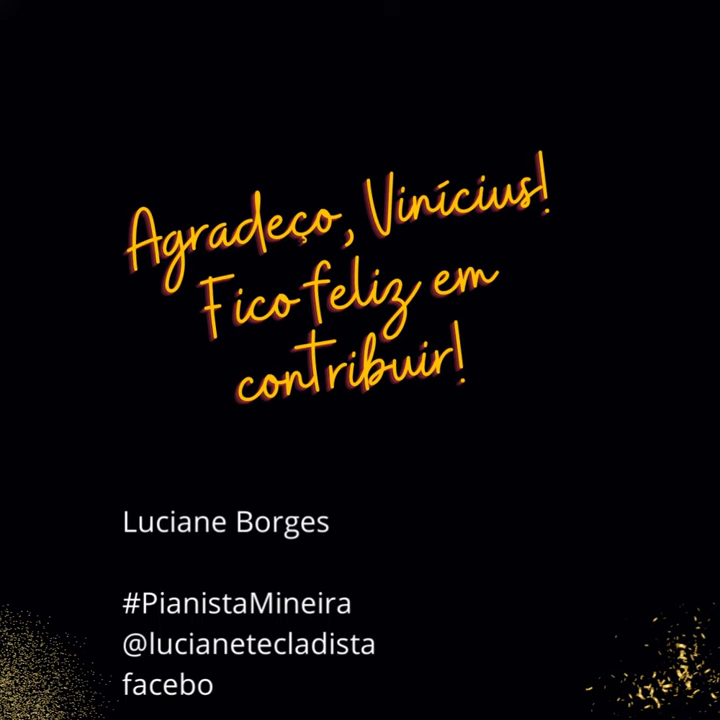 Agradeço, Vinícius!
Fico feliz em
contribuir!
Luciane Borges
#PianistaMineira
@lucianetecladista
facebo